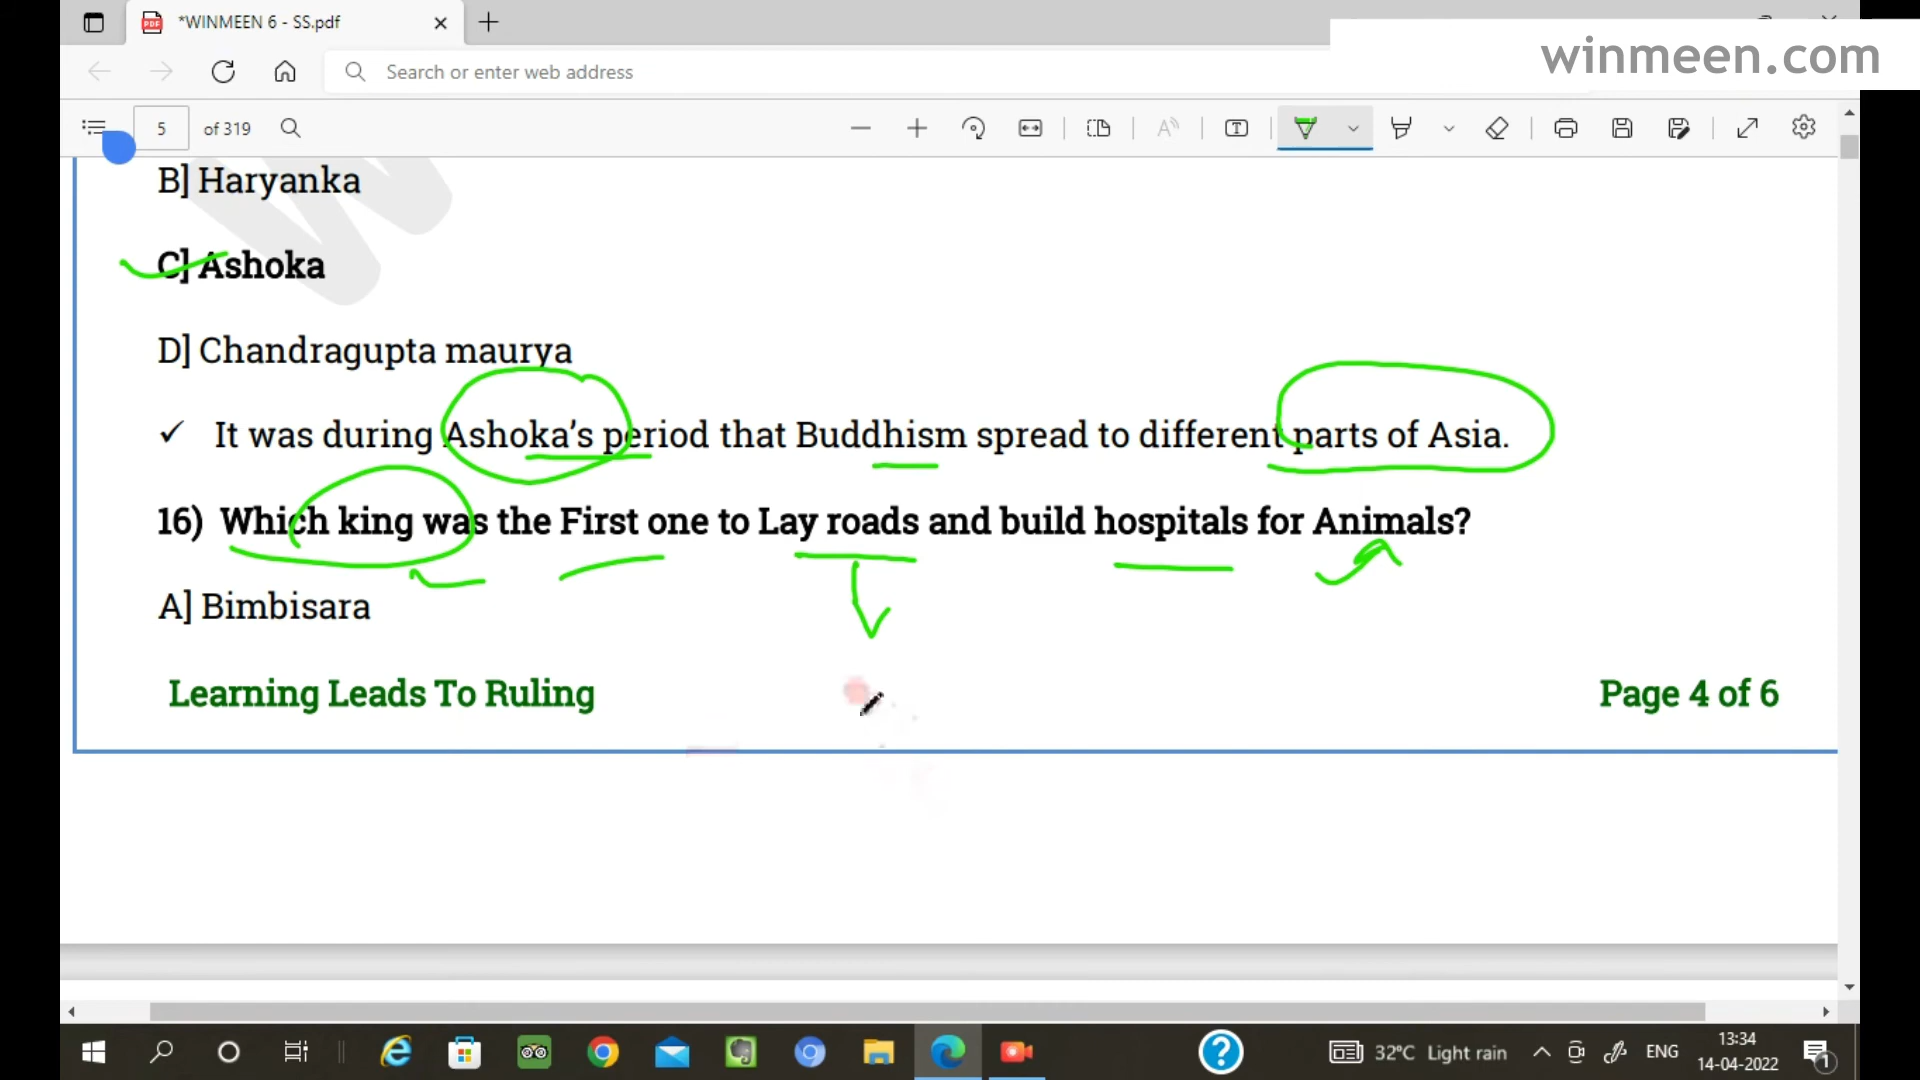 *WINMEEN 6 - SS.pdf
winmeen.com
Search or enter web address
5 of 319
B] Haryanka
C] Ashoka
D] Chandragupta maurya
✓ It was during Ashoka's period that Buddhism spread to different parts of Asia.
16) Which king was the First one to Lay roads and build hospitals for Animals?
A] Bimbisara
Learning Leads To Ruling
Page 4 of 6
32°C Light rain
ENG
13:34
14-04-2022
1